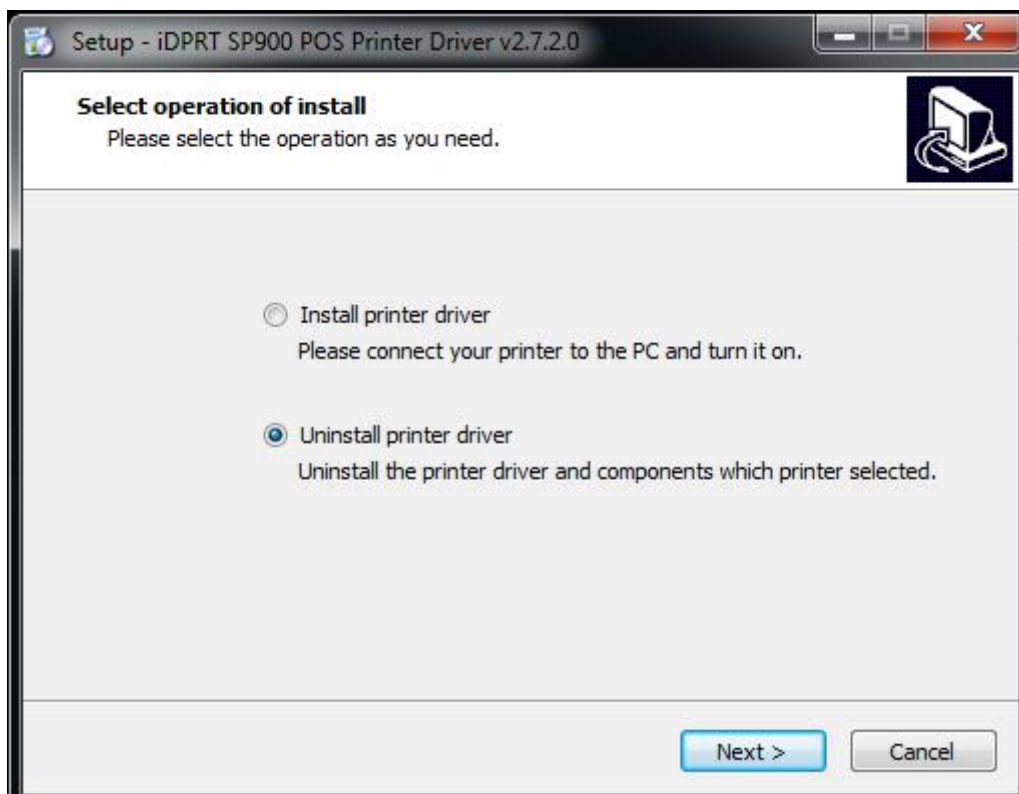 Setup - iDPRT SP900 POS Printer Driver v2.7.2.0
Select operation of install
Please select the operation as you need.
Install printer driver
Please connect your printer to the PC and turn it on.
Uninstall printer driver
Uninstall the printer driver and components which printer selected.
Next >
Cancel